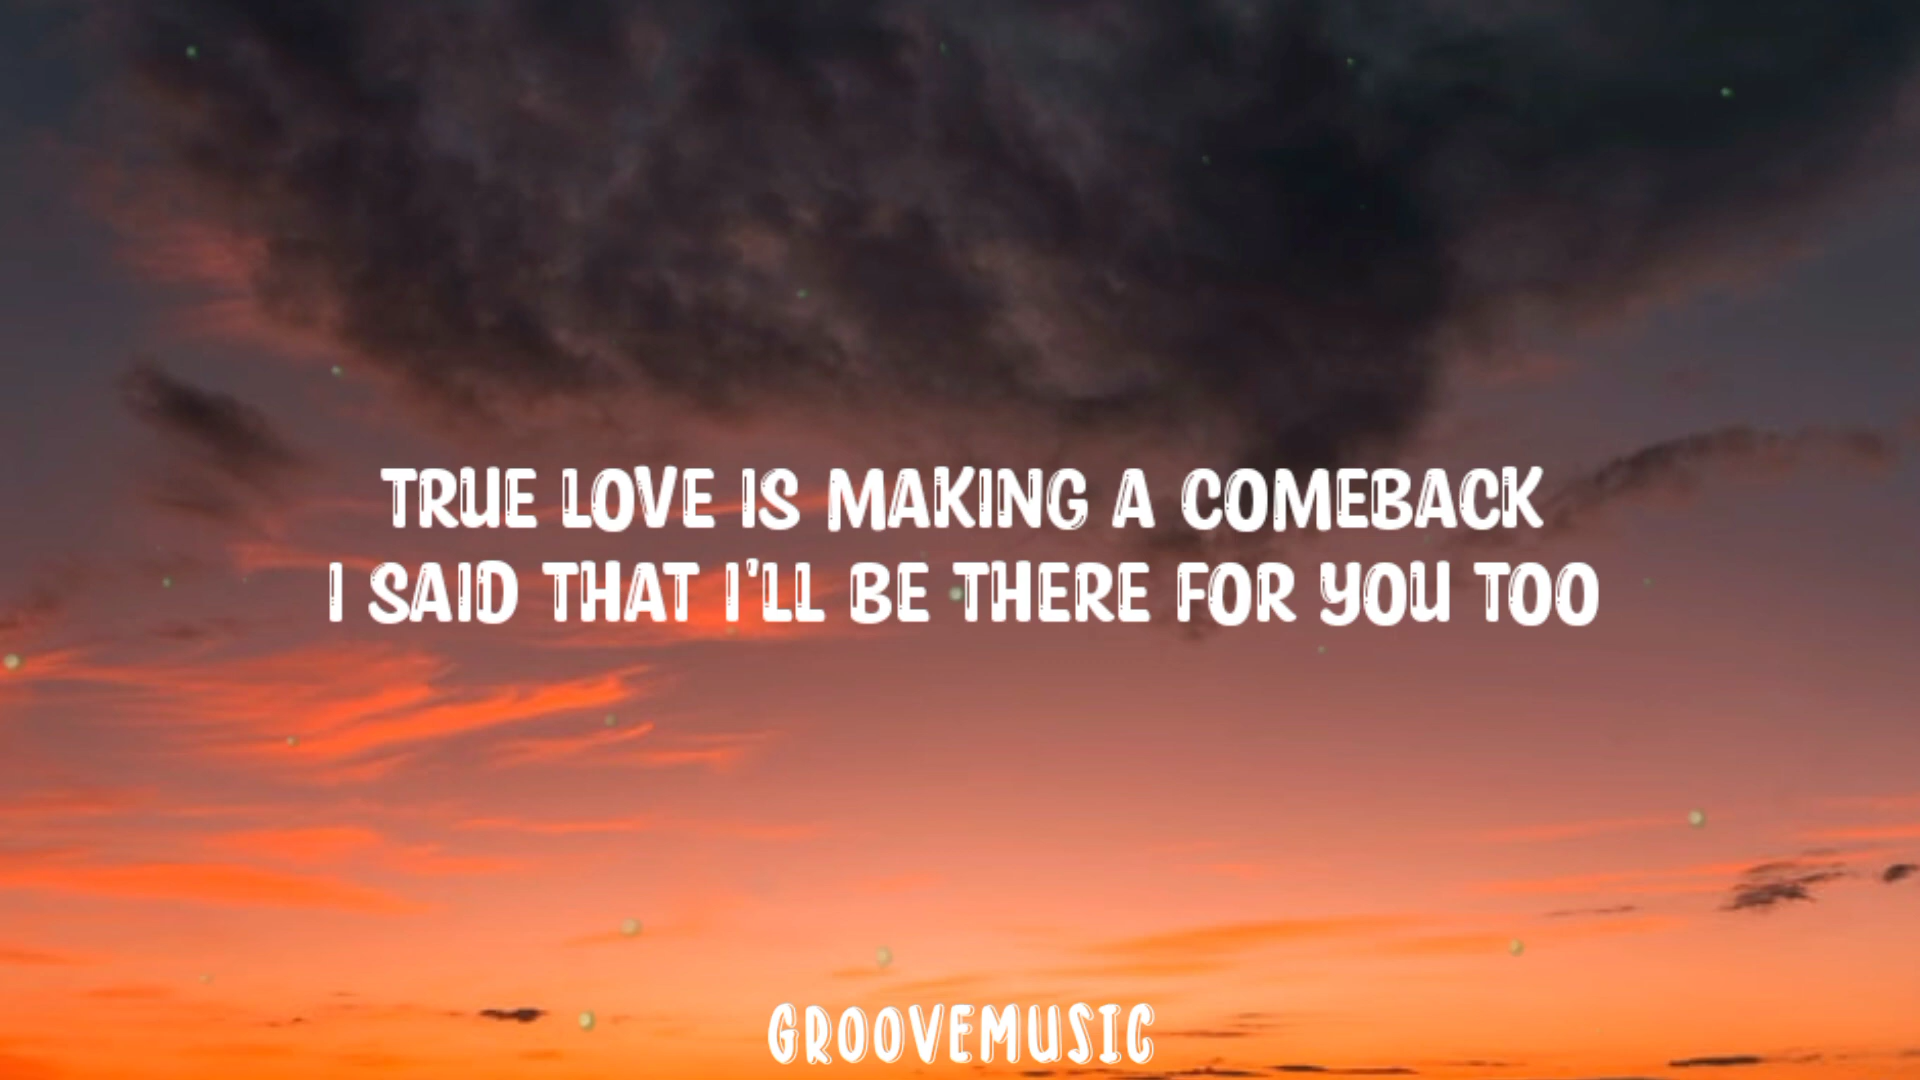 TRUE LOVE IS MAKING A COMEBACK
I SAID THAT I'LL BE THERE FOR YOU TOO
GROOVEMUSIC